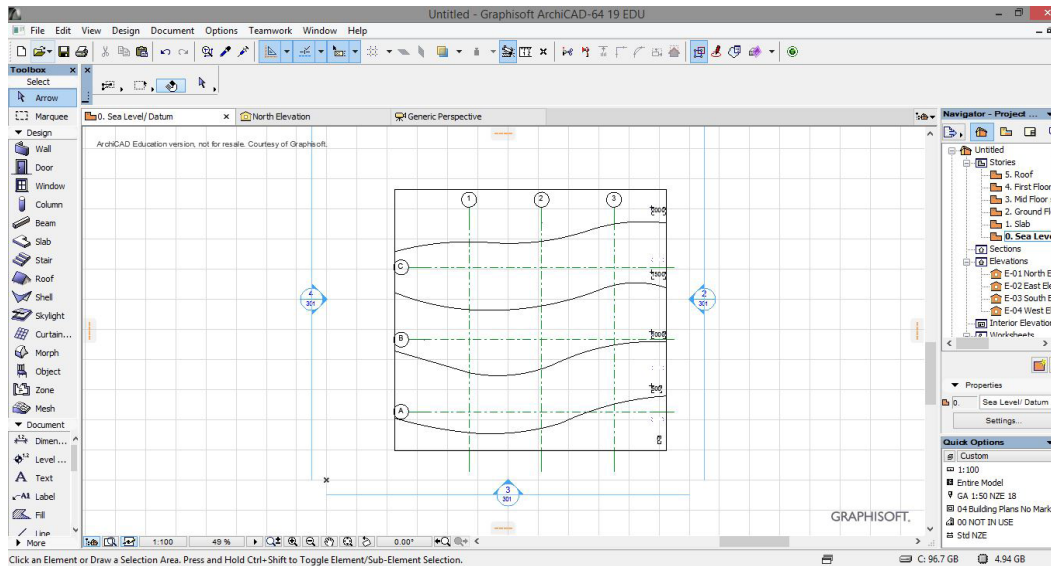 Untitled - Graphisoft ArchiCAD-64 19 EDU
File Edit View Design Document Options Teamwork Window Help
Toolbox
Select
Arrow
Marquee
Design
Wall
Door
Window
Column
Beam
Slab
Stair
Roof
Shell
Skylight
Curtain...
Morph
Object
Zone
Mesh
Document
Dimen...
Level ...
Text
A1 Label
Fill
Line
More
0. Sea Level/ Datum
North Elevation
Generic Perspective
ArchiCAD Education version, not for resale. Courtesy of Graphisoft.
1 2 3
C
B
A
4
301
2
301
3
301
GRAPHISOFT.
1:100 49 % 0.00°
Navigator - Project ...
Untitled
Stories
5. Roof
4. First Floor
3. Mid Floor
2. Ground Fl
1. Slab
0. Sea Leve
Sections
Elevations
E-01 North E
E-02 East Ele
E-03 South E
E-04 West El
Interior Elevation
Worksheets
Properties
0. Sea Level/ Datum
Settings...
Quick Options
Custom
1:100
Entire Model
GA 1:50 NZE 18
04 Building Plans No Mark
00 NOT IN USE
Std NZE
Click an Element or Draw a Selection Area. Press and Hold Ctrl+Shift to Toggle Element/Sub-Element Selection.
C: 96.7 GB 4.94 GB